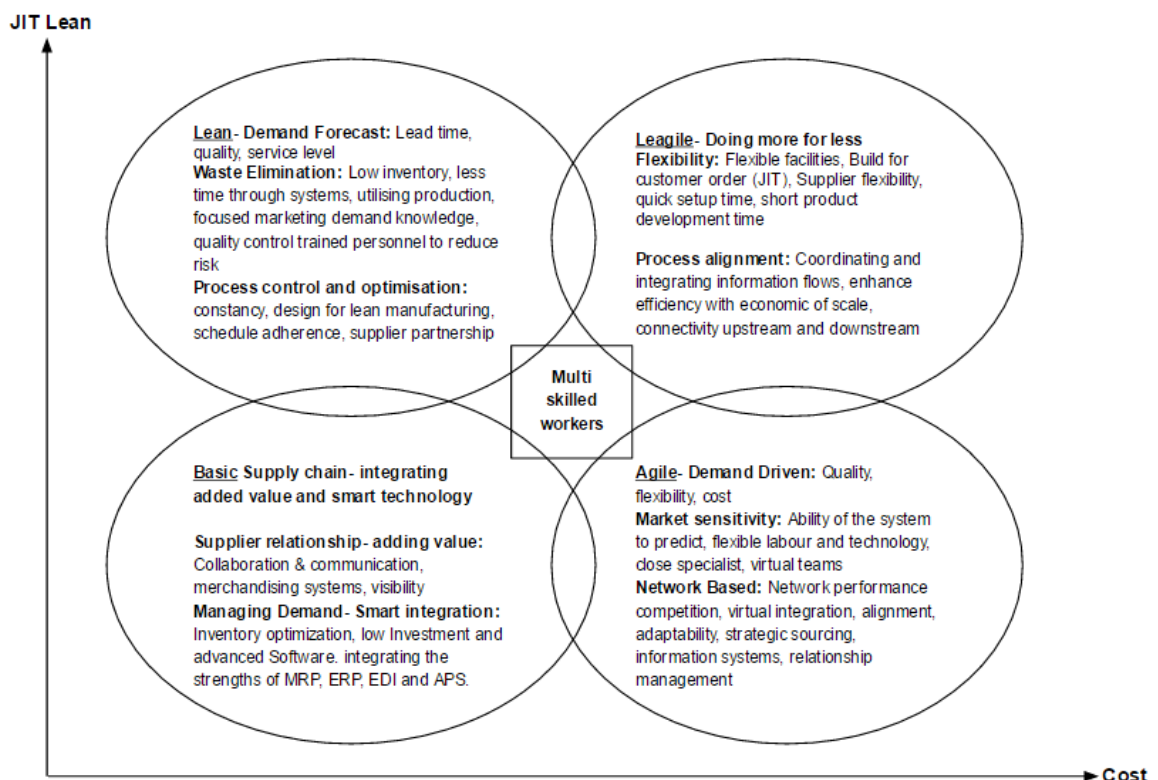 JIT Lean
Lean- Demand Forecast: Lead time,
quality, service level
Waste Elimination: Low inventory, less
time through systems, utilising production,
focused marketing demand knowledge,
quality control trained personnel to reduce
risk
Process control and optimisation:
constancy, design for lean manufacturing,
schedule adherence, supplier partnership
Leagile- Doing more for less
Flexibility: Flexible facilities, Build for
customer order (JIT), Supplier flexibility,
quick setup time, short product
development time
Process alignment: Coordinating and
integrating information flows, enhance
efficiency with economic of scale,
connectivity upstream and downstream
Multi
skilled
workers
Basic Supply chain- integrating
added value and smart technology
Supplier relationship- adding value:
Collaboration & communication,
merchandising systems, visibility
Managing Demand- Smart integration:
Inventory optimization, low Investment and
advanced Software. integrating the
strengths of MRP, ERP, EDI and APS.
Agile- Demand Driven: Quality,
flexibility, cost
Market sensitivity: Ability of the system
to predict, flexible labour and technology,
close specialist, virtual teams
Network Based: Network performance
competition, virtual integration, alignment,
adaptability, strategic sourcing,
information systems, relationship
management
Cost